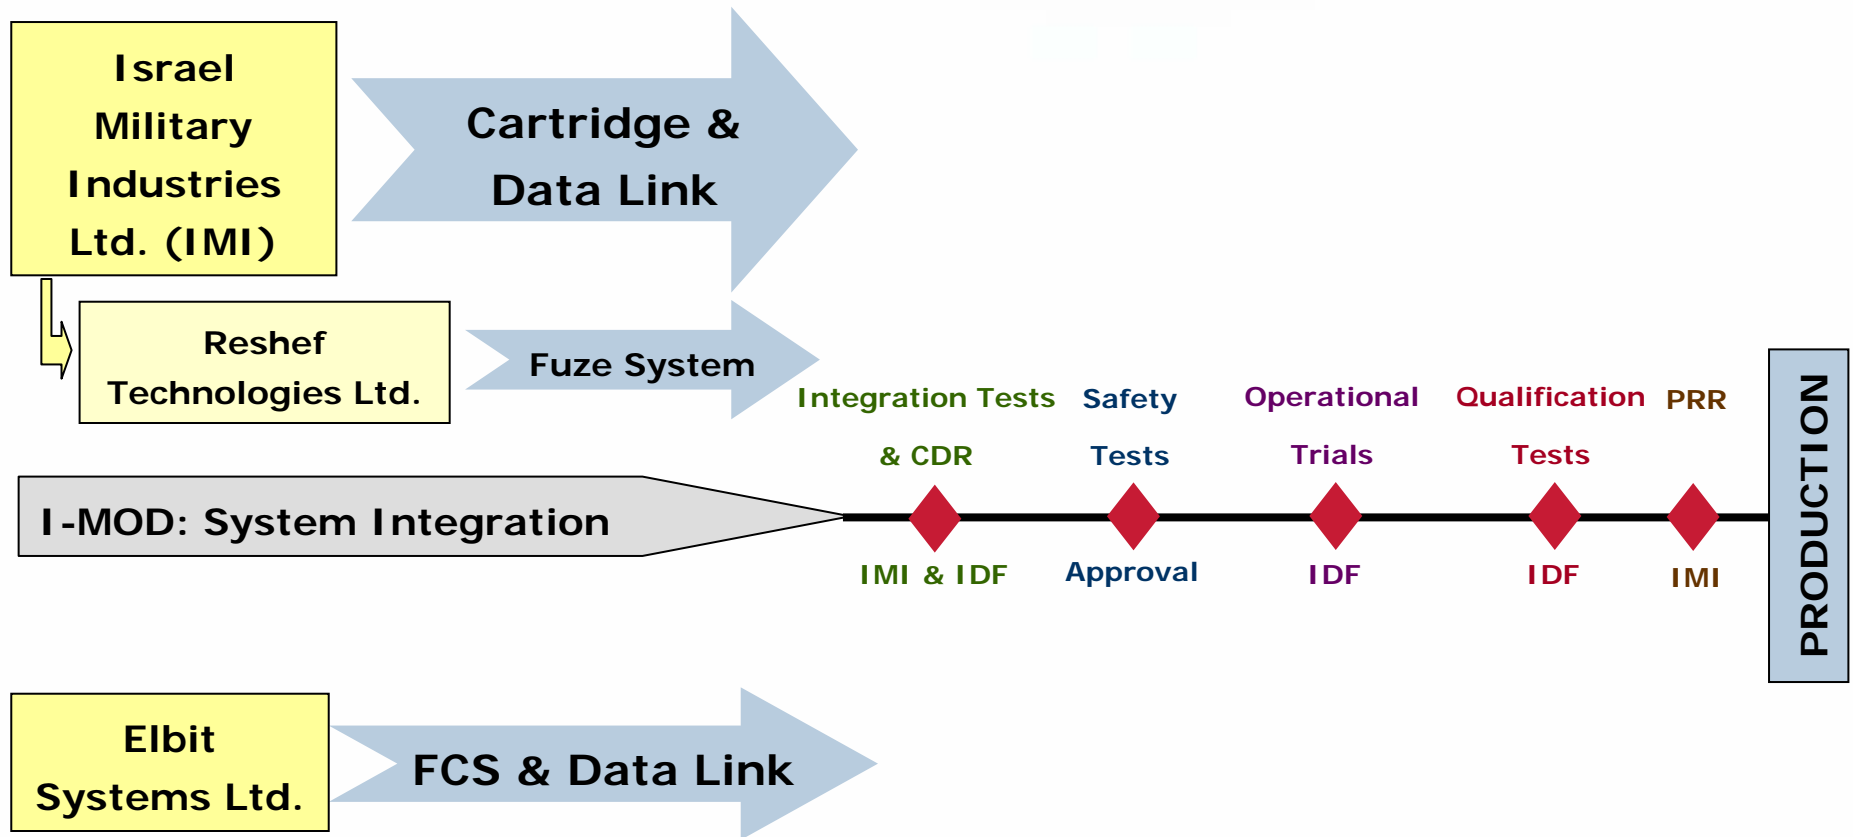 Israel
Military
Industries
Ltd. (IMI)
Cartridge &
Data Link
Reshef
Technologies Ltd.
Fuze System
Integration Tests
& CDR
Safety
Tests
Operational
Trials
Qualification
Tests
PRR
I-MOD: System Integration
IMI & IDF
Approval
IDF
IDF
IMI
PRODUCTION
Elbit
Systems Ltd.
FCS & Data Link